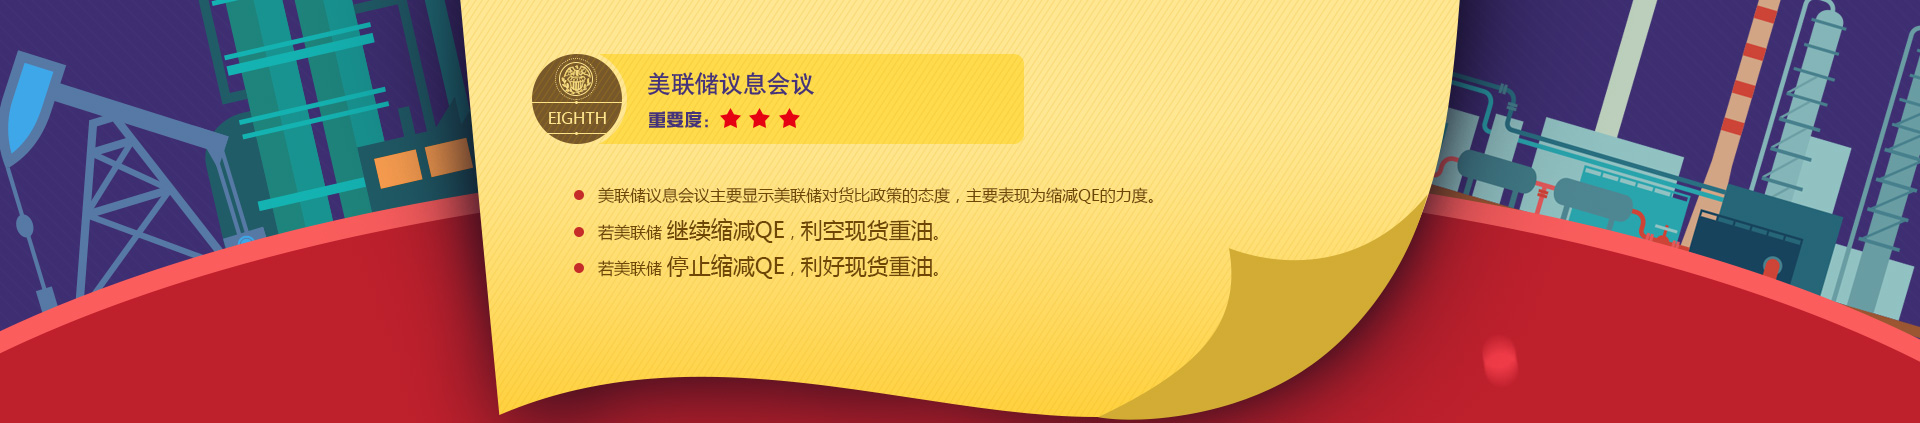 美联储议息会议
EIGHTH
重要度：
美联储议息会议主要显示美联储对货比政策的态度，主要表现为缩减QE的力度。
若美联储 继续缩减QE，利空现货重油。
若美联储 停止缩减QE，利好现货重油。